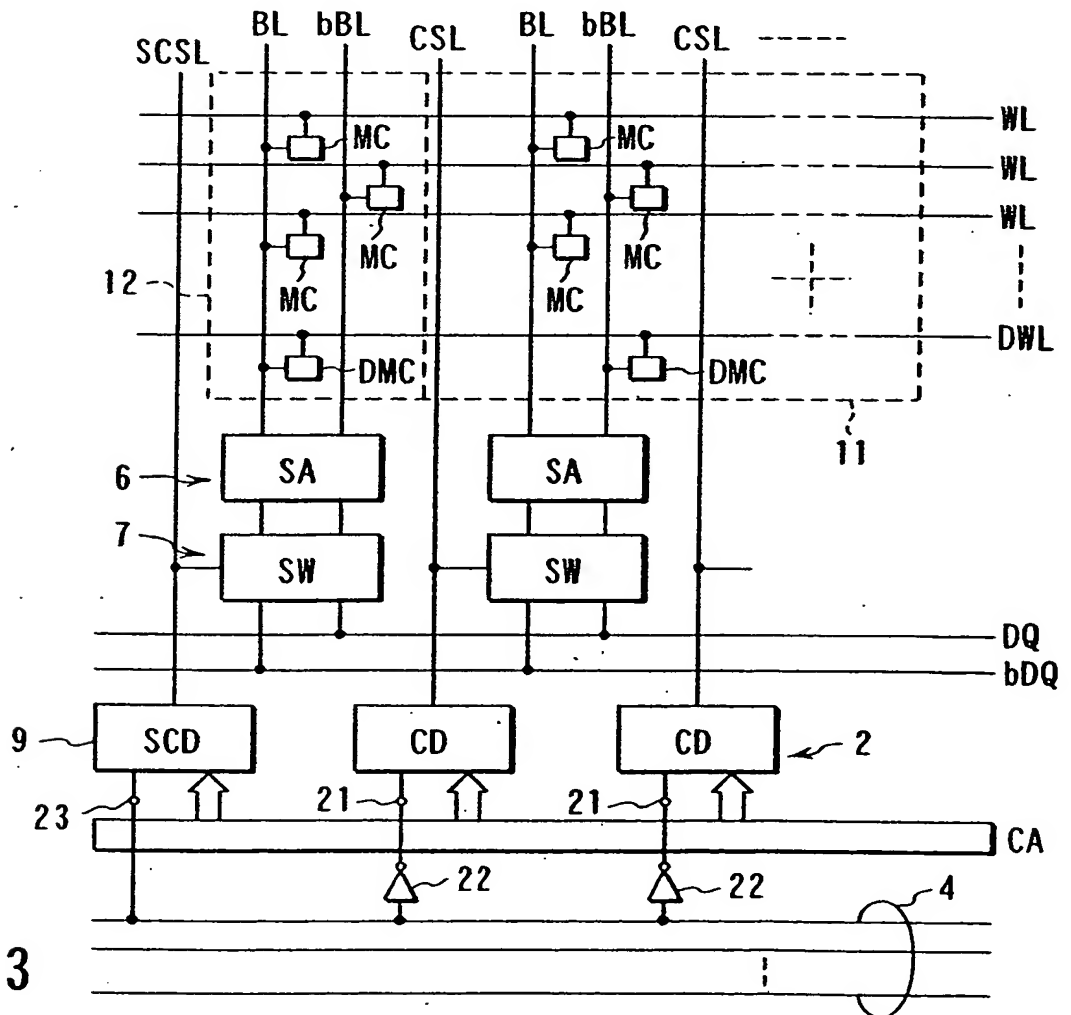 BL bBL BL bBL
SCSL CSL CSL
WL
MC MC
WL
MC MC
WL
12 MC MC
DWL
DMC DMC
11
6 SA SA
7 SW SW
DQ
bDQ
9 SCD CD CD 2
23 21 21
CA
22 22 4
3